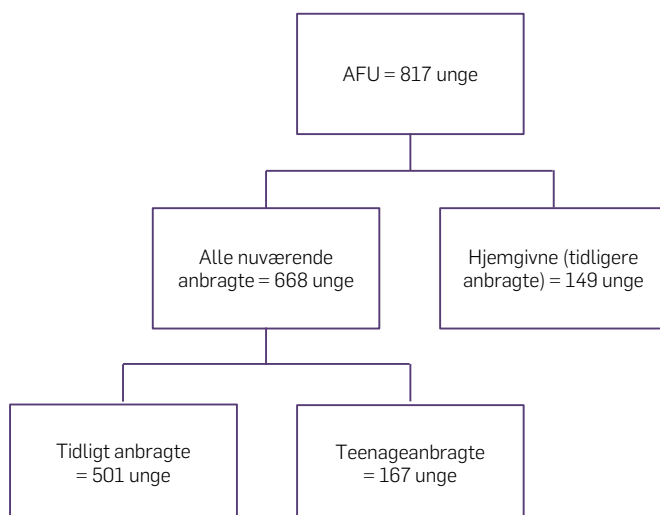 AFU = 817 unge
Alle nuværende
anbragte = 668 unge
Hjemgivne (tidligere
anbragte) = 149 unge
Tidligt anbragte
= 501 unge
Teenageanbragte
= 167 unge